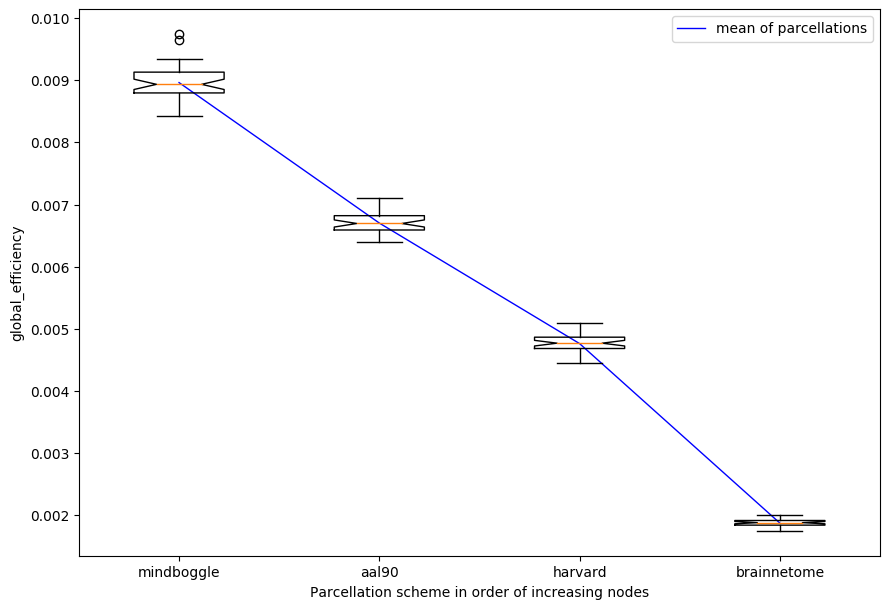 mean of parcellations
global_efficiency
0.010
0.009
0.008
0.007
0.006
0.005
0.004
0.003
0.002
mindboggle aal90 harvard brainnetome
Parcellation scheme in order of increasing nodes